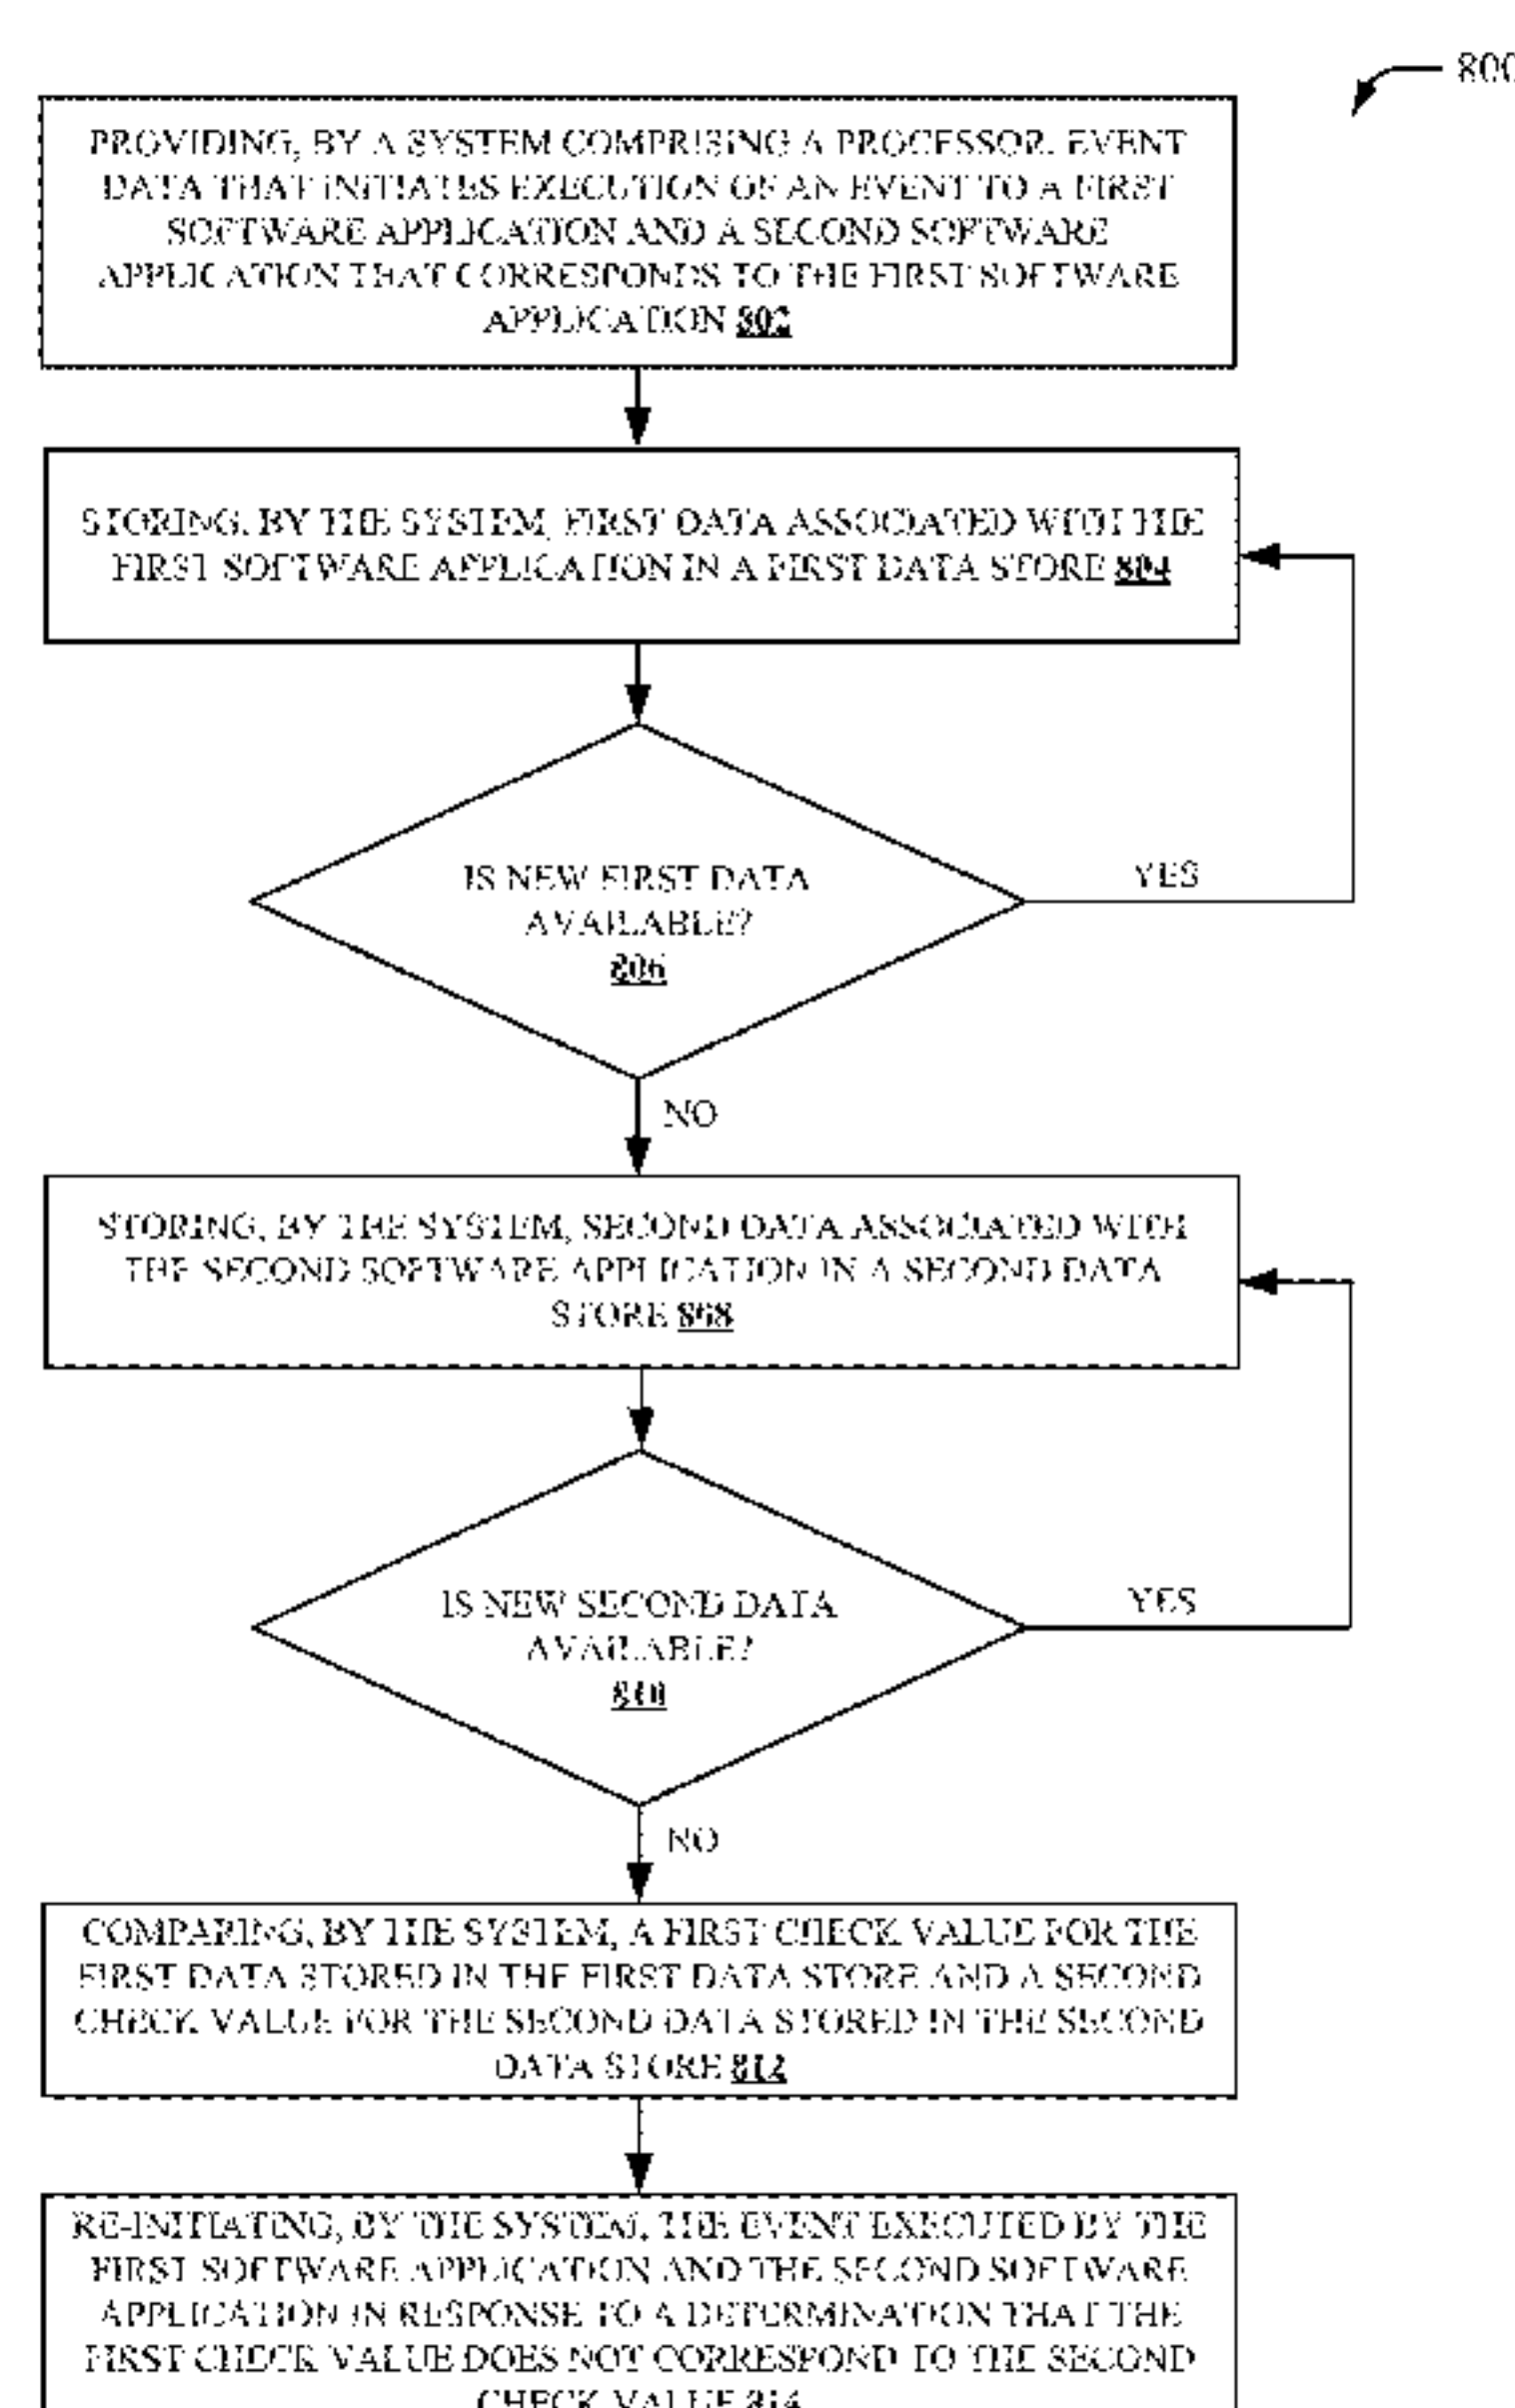 800
PROVIDING, BY A SYSTEM COMPRISING A PROCESSOR, EVENT
DATA THAT INITIATES EXECUTION OF AN EVENT TO A FIRST
SOFTWARE APPLICATION AND A SECOND SOFTWARE
APPLICATION THAT CORRESPONDS TO THE FIRST SOFTWARE
APPLICATION 802
STORING, BY THE SYSTEM, FIRST DATA ASSOCIATED WITH THE
FIRST SOFTWARE APPLICATION IN A FIRST DATA STORE 804
IS NEW FIRST DATA
AVAILABLE?
806
YES
NO
STORING, BY THE SYSTEM, SECOND DATA ASSOCIATED WITH
THE SECOND SOFTWARE APPLICATION IN A SECOND DATA
STORE 808
IS NEW SECOND DATA
AVAILABLE?
810
YES
NO
COMPARING, BY THE SYSTEM, A FIRST CHECK VALUE FOR THE
FIRST DATA STORED IN THE FIRST DATA STORE AND A SECOND
CHECK VALUE FOR THE SECOND DATA STORED IN THE SECOND
DATA STORE 812
RE-INITIATING, BY THE SYSTEM, THE EVENT EXECUTED BY THE
FIRST SOFTWARE APPLICATION AND THE SECOND SOFTWARE
APPLICATION IN RESPONSE TO A DETERMINATION THAT THE
FIRST CHECK VALUE DOES NOT CORRESPOND TO THE SECOND
CHECK VALUE 814